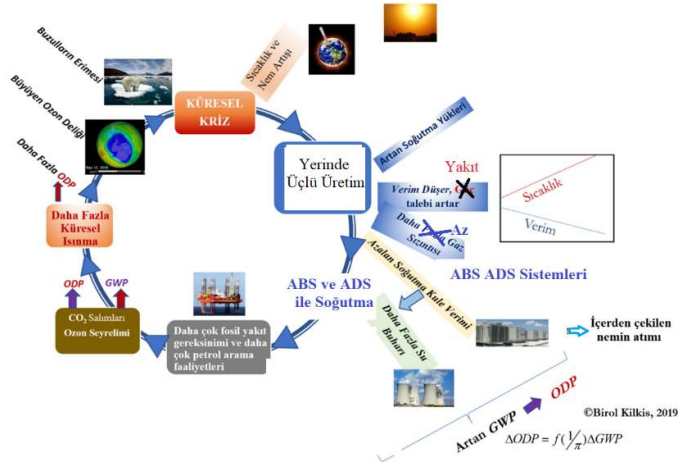 Buzulların Erimesi
Büyüyen Ozon Deliği
Daha Fazla ODP
Sıcaklık ve
Nem Artışı
KÜRESEL
KRİZ
Yerinde
Üçlü Üretim
Artan Soğutma Yükleri
Yakıt
Verim Düşer, Güç
talebi artar
Daha Fazla Gaz
Sızıntısı
Az
Azalan Soğutma Kule Verimi
Daha Fazla Su
Buharı
ABS ADS Sistemleri
Sıcaklık
Verim
İçerden çekilen
nemin atımı
ABS ve ADS
ile Soğutma
Daha çok fosil yakıt
gereksinimi ve daha
çok petrol arama
faaliyetleri
ODP
GWP
CO₂ Salımları
Ozon Seyrelimi
Daha Fazla
Küresel
Isınma
Artan GWP
ODP
©Birol Kilkis, 2019
ΔODP = f(1/π)ΔGWP